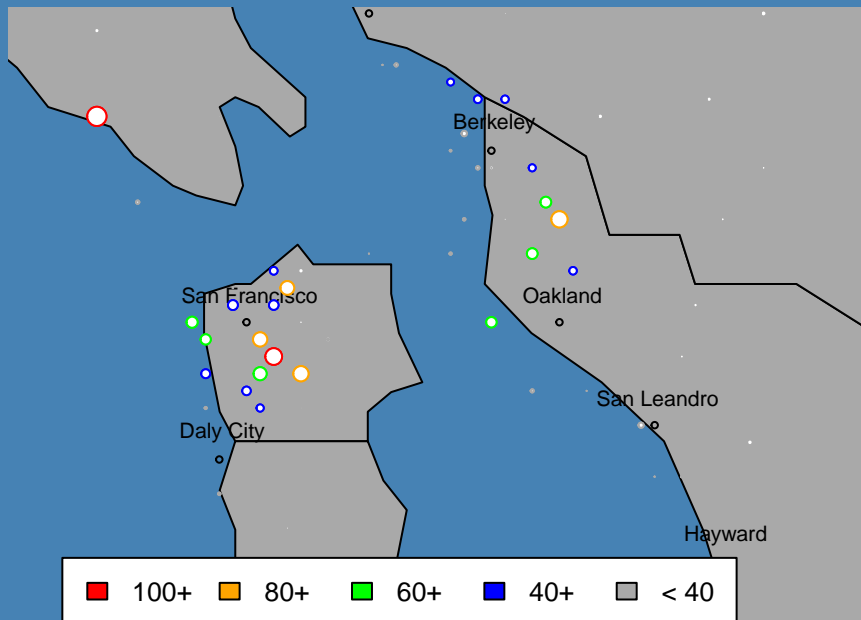 Berkeley
San Francisco
Oakland
San Leandro
Daly City
Hayward
100+ 80+ 60+ 40+ < 40